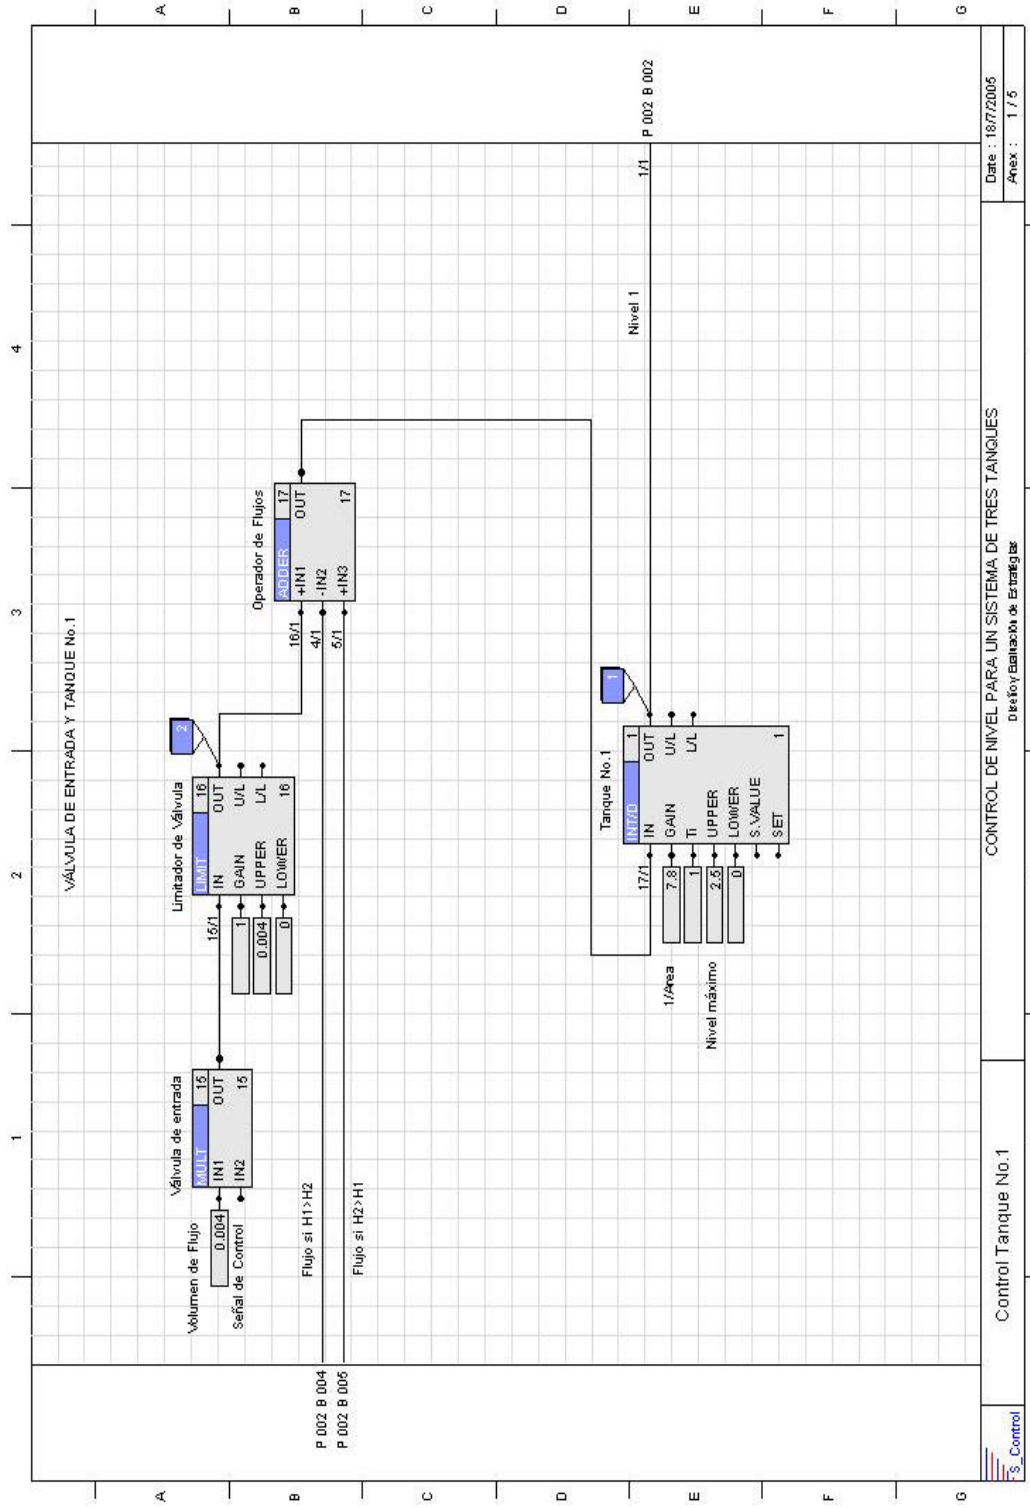 1
2
3
4
A
B
C
D
E
F
G
VÁLVULA DE ENTRADA Y TANQUE No.1
Válvula de entrada
MULT
15
IN1
OUT
IN2
15
Volumen de Flujo
0.004
Señal de Control
Limitador de Válvula
LIMIT
16
15/1
IN
OUT
GAIN
U/L
UPPER
L/L
LOWER
16
1
0.004
0
2
Operador de Flujos
ADDER
17
16/1
+IN1
OUT
4/1
-IN2
5/1
+IN3
17
P 002 B 004
Flujo si H1>H2
P 002 B 005
Flujo si H2>H1
Tanque No.1
INT/D
1
17/1
IN
OUT
GAIN
U/L
Ti
L/L
UPPER
LOWER
S.VALUE
SET
1
1/Area
7.8
1
Nivel máximo
2.5
0
1
Nivel 1
1/1
P 002 B 002
A
B
C
D
E
F
G
S_Control
Control Tanque No.1
CONTROL DE NIVEL PARA UN SISTEMA DE TRES TANQUES
Diseño y Evaluación de Estratégias
Date : 18/7/2005
Anex : 1 / 5